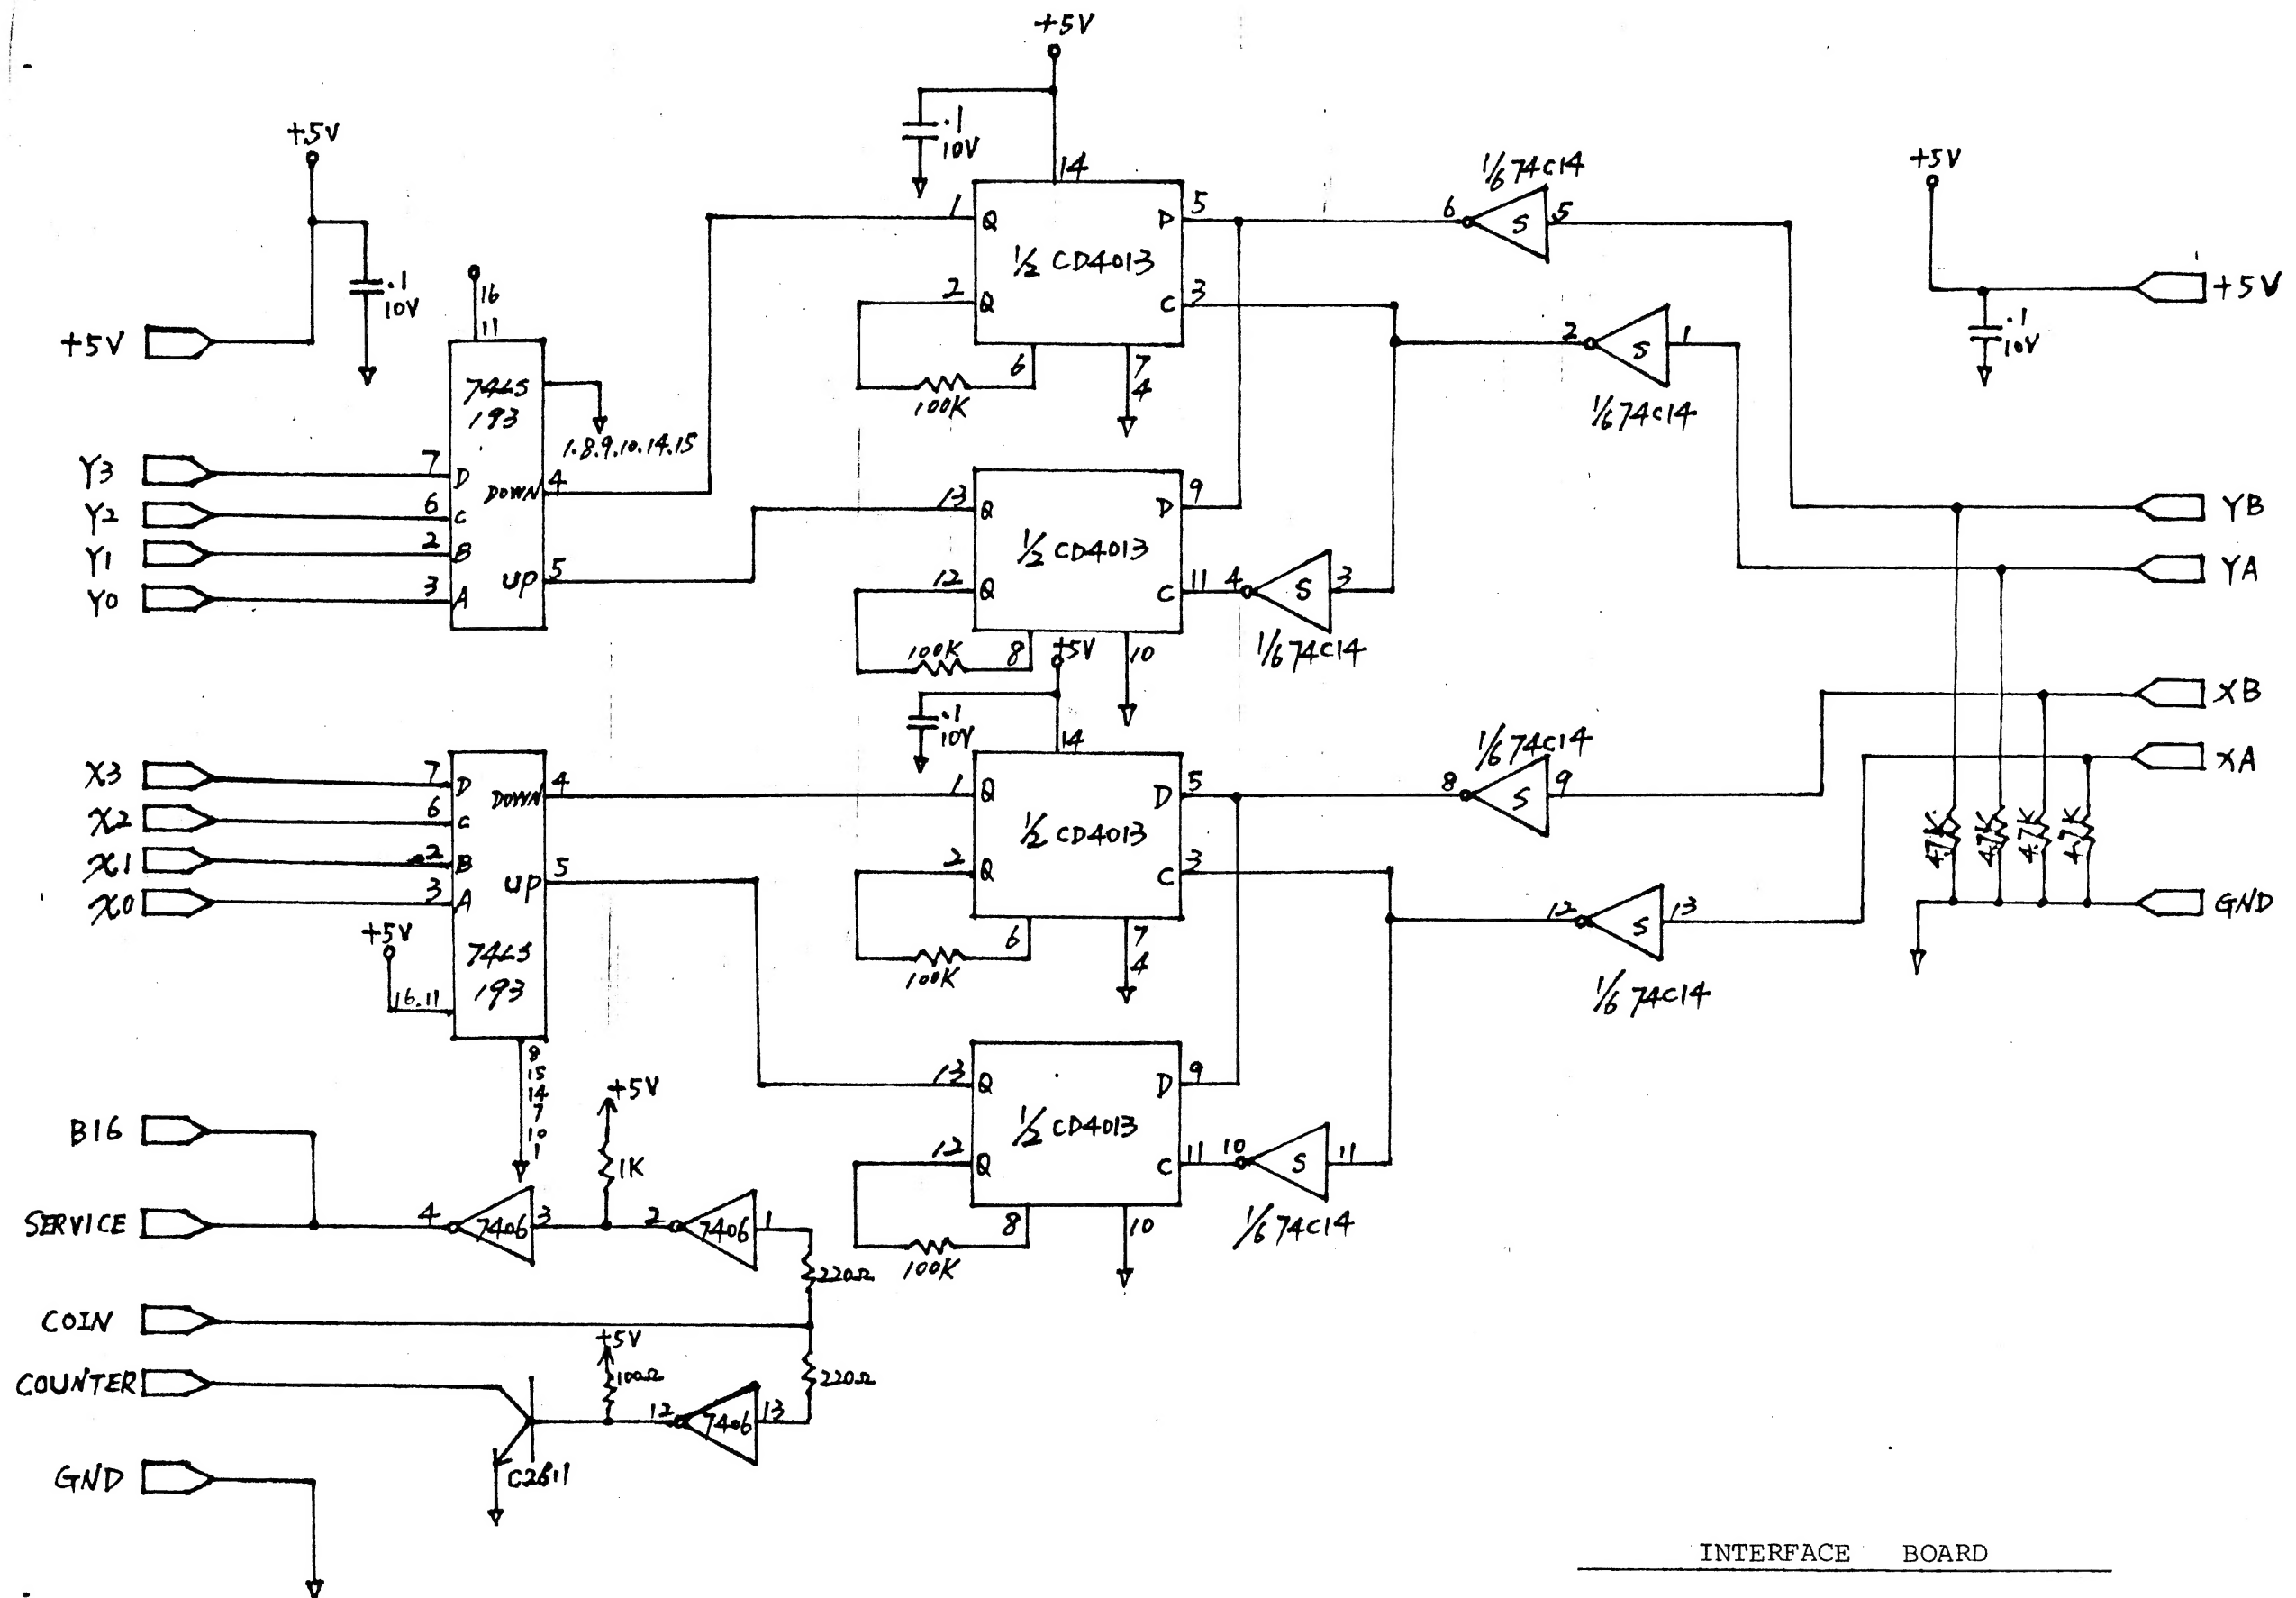 +5V
.1
10V
14
1 Q D 5
1/2 CD4013
2 Q C 3
6
7
4
100K
1/6 74C14
6 S 5
2 S 1
1/6 74C14
+5V
+5V
.1
10V
+5V
.1
10V
+5V
16
11
74LS
193
1.8.9.10.14.15
Y3 7 D
DOWN 4
Y2 6 C
Y1 2 B
UP 5
Y0 3 A
13 Q D 9
1/2 CD4013
12 Q C 11
4 S 3
1/6 74C14
100K 8
10
YB
YA
XB
XA
4.7K 4.7K 4.7K 4.7K
GND
+5V
.1
10V
14
X3 7 D
DOWN 4
X2 6 C
X1 2 B
UP 5
X0 3 A
+5V
16.11
74LS
193
8
15
14
7
10
1
1 Q D 5
1/2 CD4013
2 Q C 3
6
7
4
100K
1/6 74C14
8 S 9
12 S 13
1/6 74C14
13 Q D 9
1/2 CD4013
12 Q C 11
10 S 11
1/6 74C14
8
10
100K
B16
+5V
1K
SERVICE 4 7406 3 2 7406 1
220Ω
COIN
+5V
100Ω
220Ω
COUNTER
12 7406 13
C2611
GND
INTERFACE BOARD